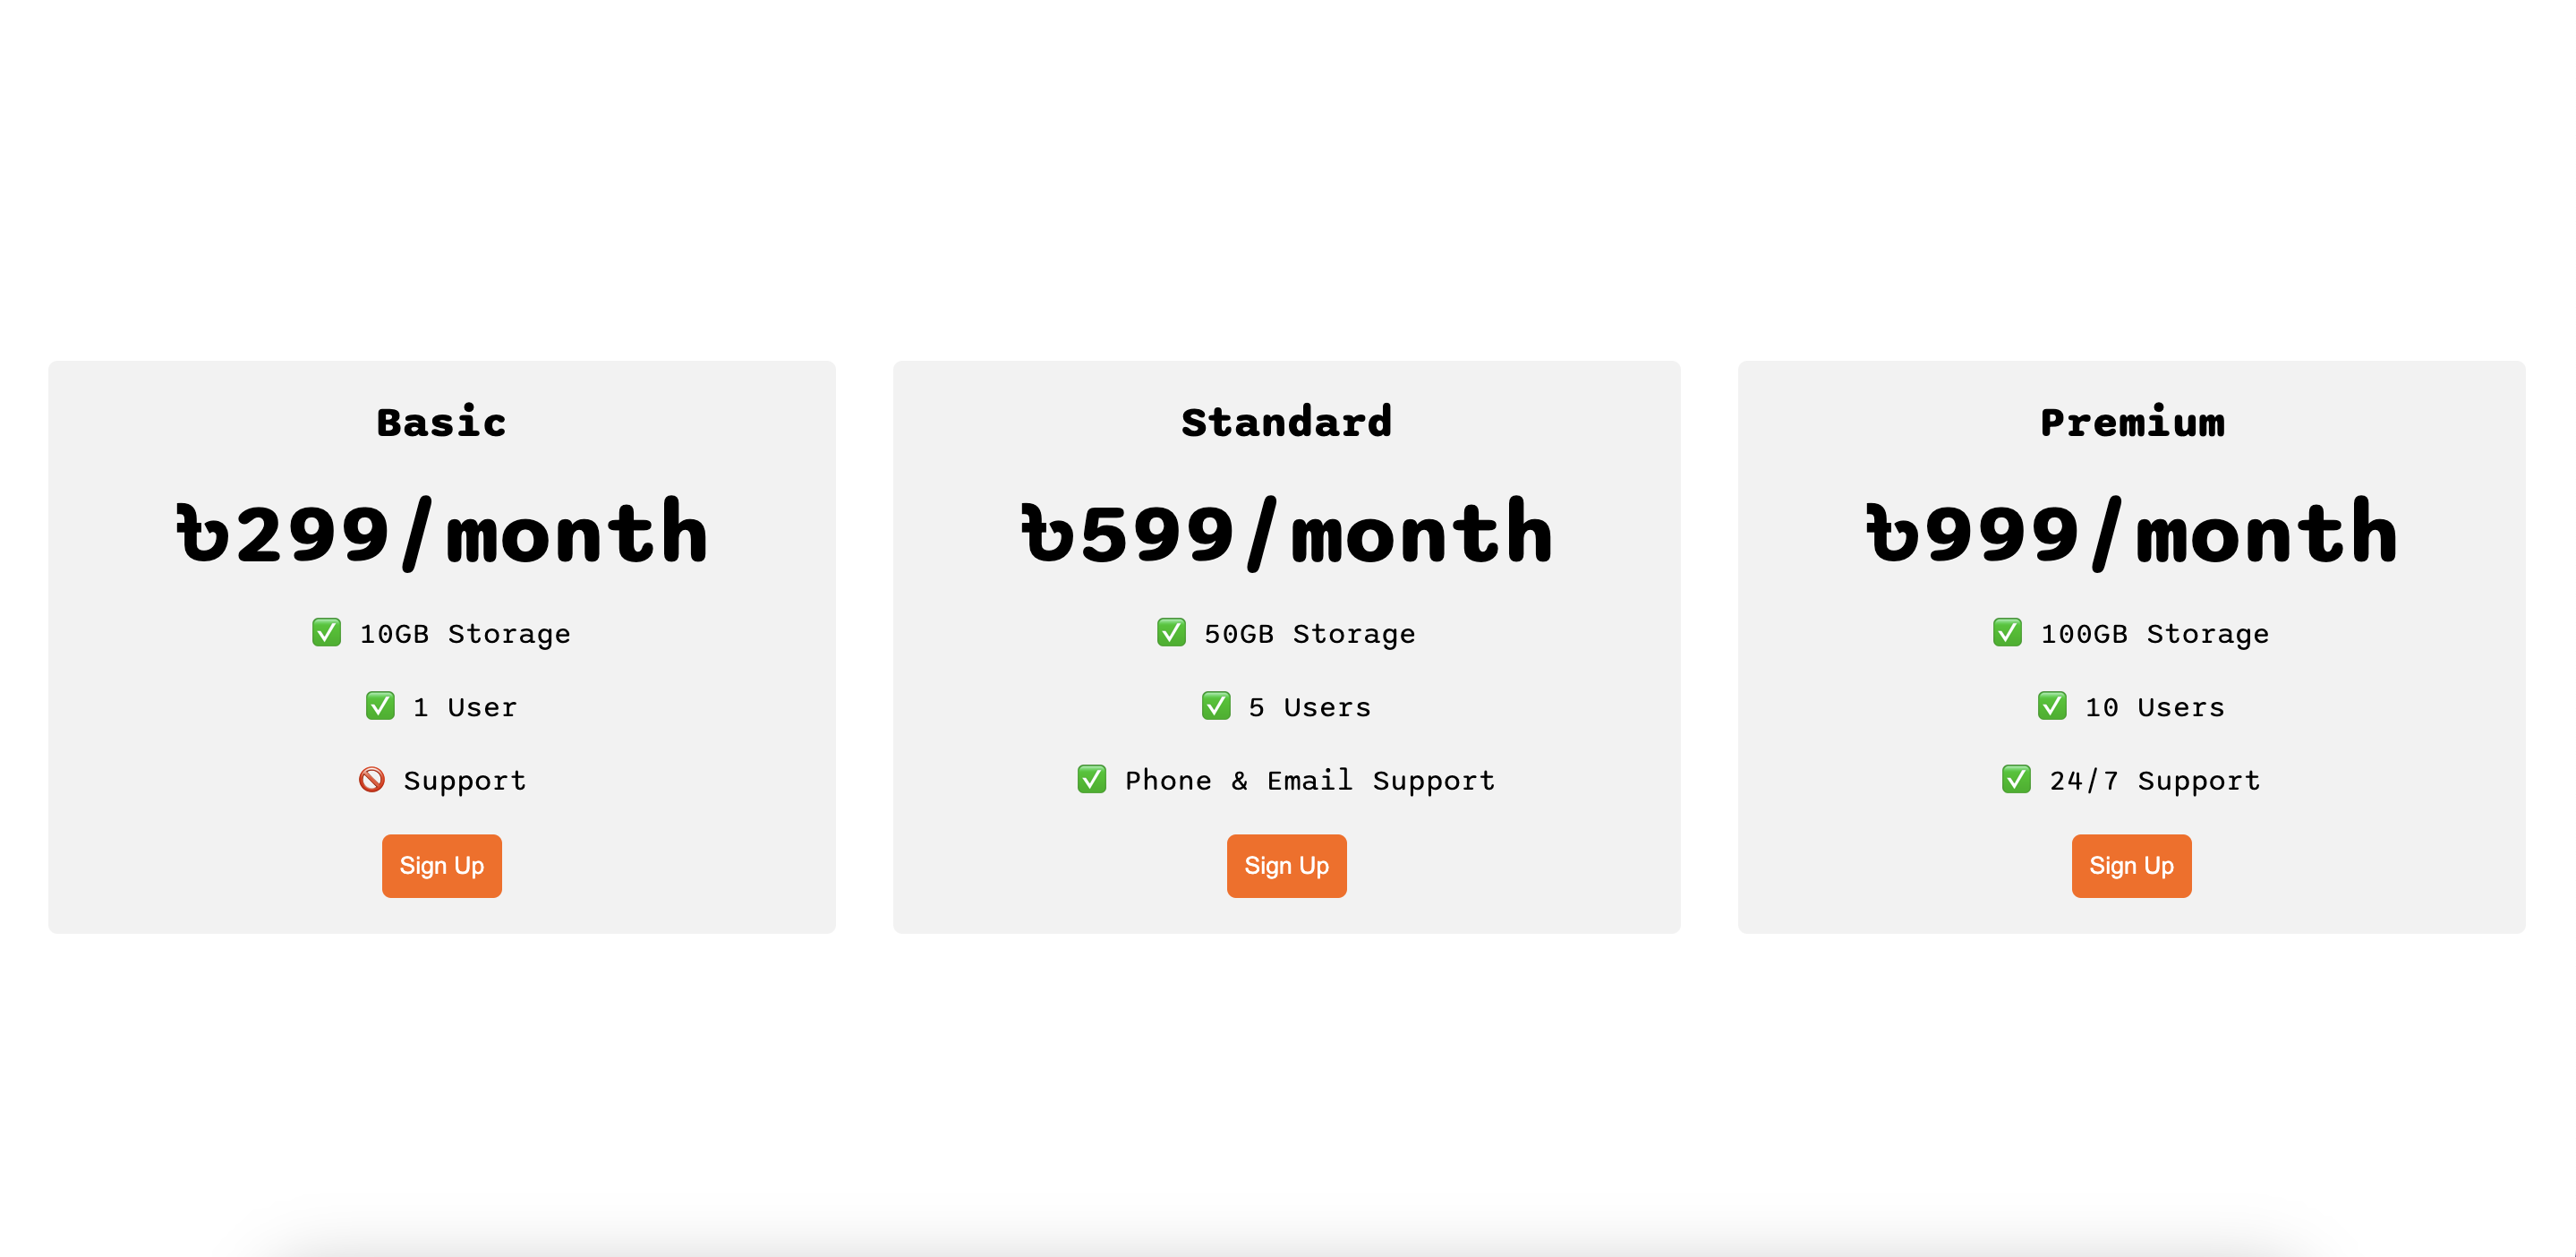 Basic
৳299/month
✅ 10GB Storage
✅ 1 User
🚫 Support
Sign Up
Standard
৳599/month
✅ 50GB Storage
✅ 5 Users
✅ Phone & Email Support
Sign Up
Premium
৳999/month
✅ 100GB Storage
✅ 10 Users
✅ 24/7 Support
Sign Up